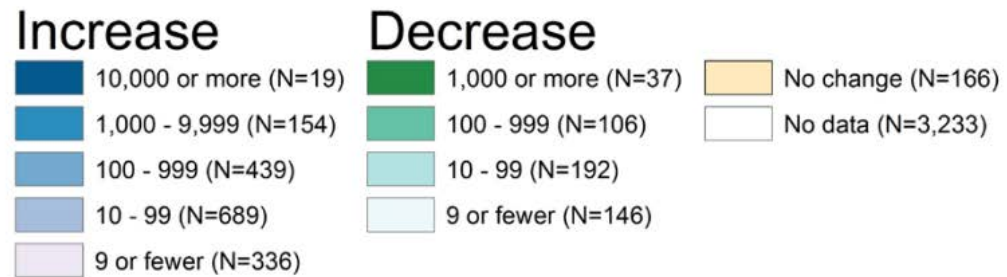 Increase
10,000 or more (N=19)
1,000 - 9,999 (N=154)
100 - 999 (N=439)
10 - 99 (N=689)
9 or fewer (N=336)
Decrease
1,000 or more (N=37)
100 - 999 (N=106)
10 - 99 (N=192)
9 or fewer (N=146)
No change (N=166)
No data (N=3,233)